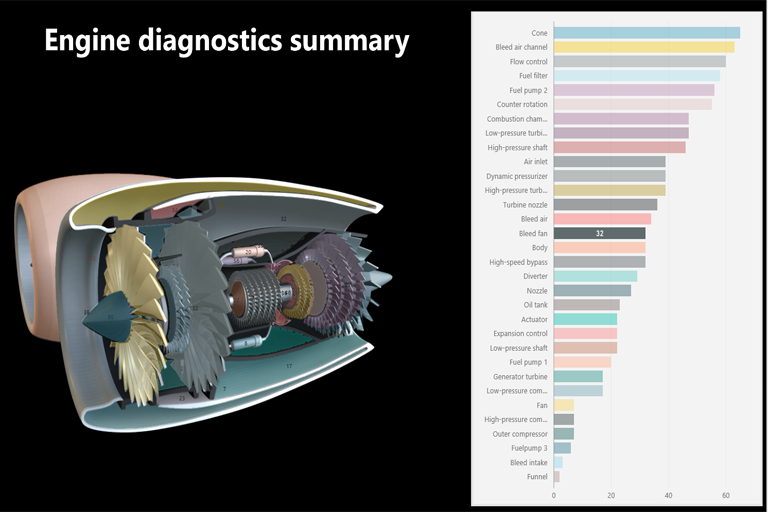 Engine diagnostics summary
Cone
Bleed air channel
Flow control
Fuel filter
Fuel pump 2
Counter rotation
Combustion cham...
Low-pressure turbi...
High-pressure shaft
Air inlet
Dynamic pressurizer
High-pressure turb...
Turbine nozzle
Bleed air
Bleed fan
32
Body
High-speed bypass
Diverter
Nozzle
Oil tank
Actuator
Expansion control
Low-pressure shaft
Fuel pump 1
Generator turbine
Low-pressure com...
Fan
High-pressure com...
Outer compressor
Fuelpump 3
Bleed intake
Funnel
0 20 40 60
32
20
17
7
23